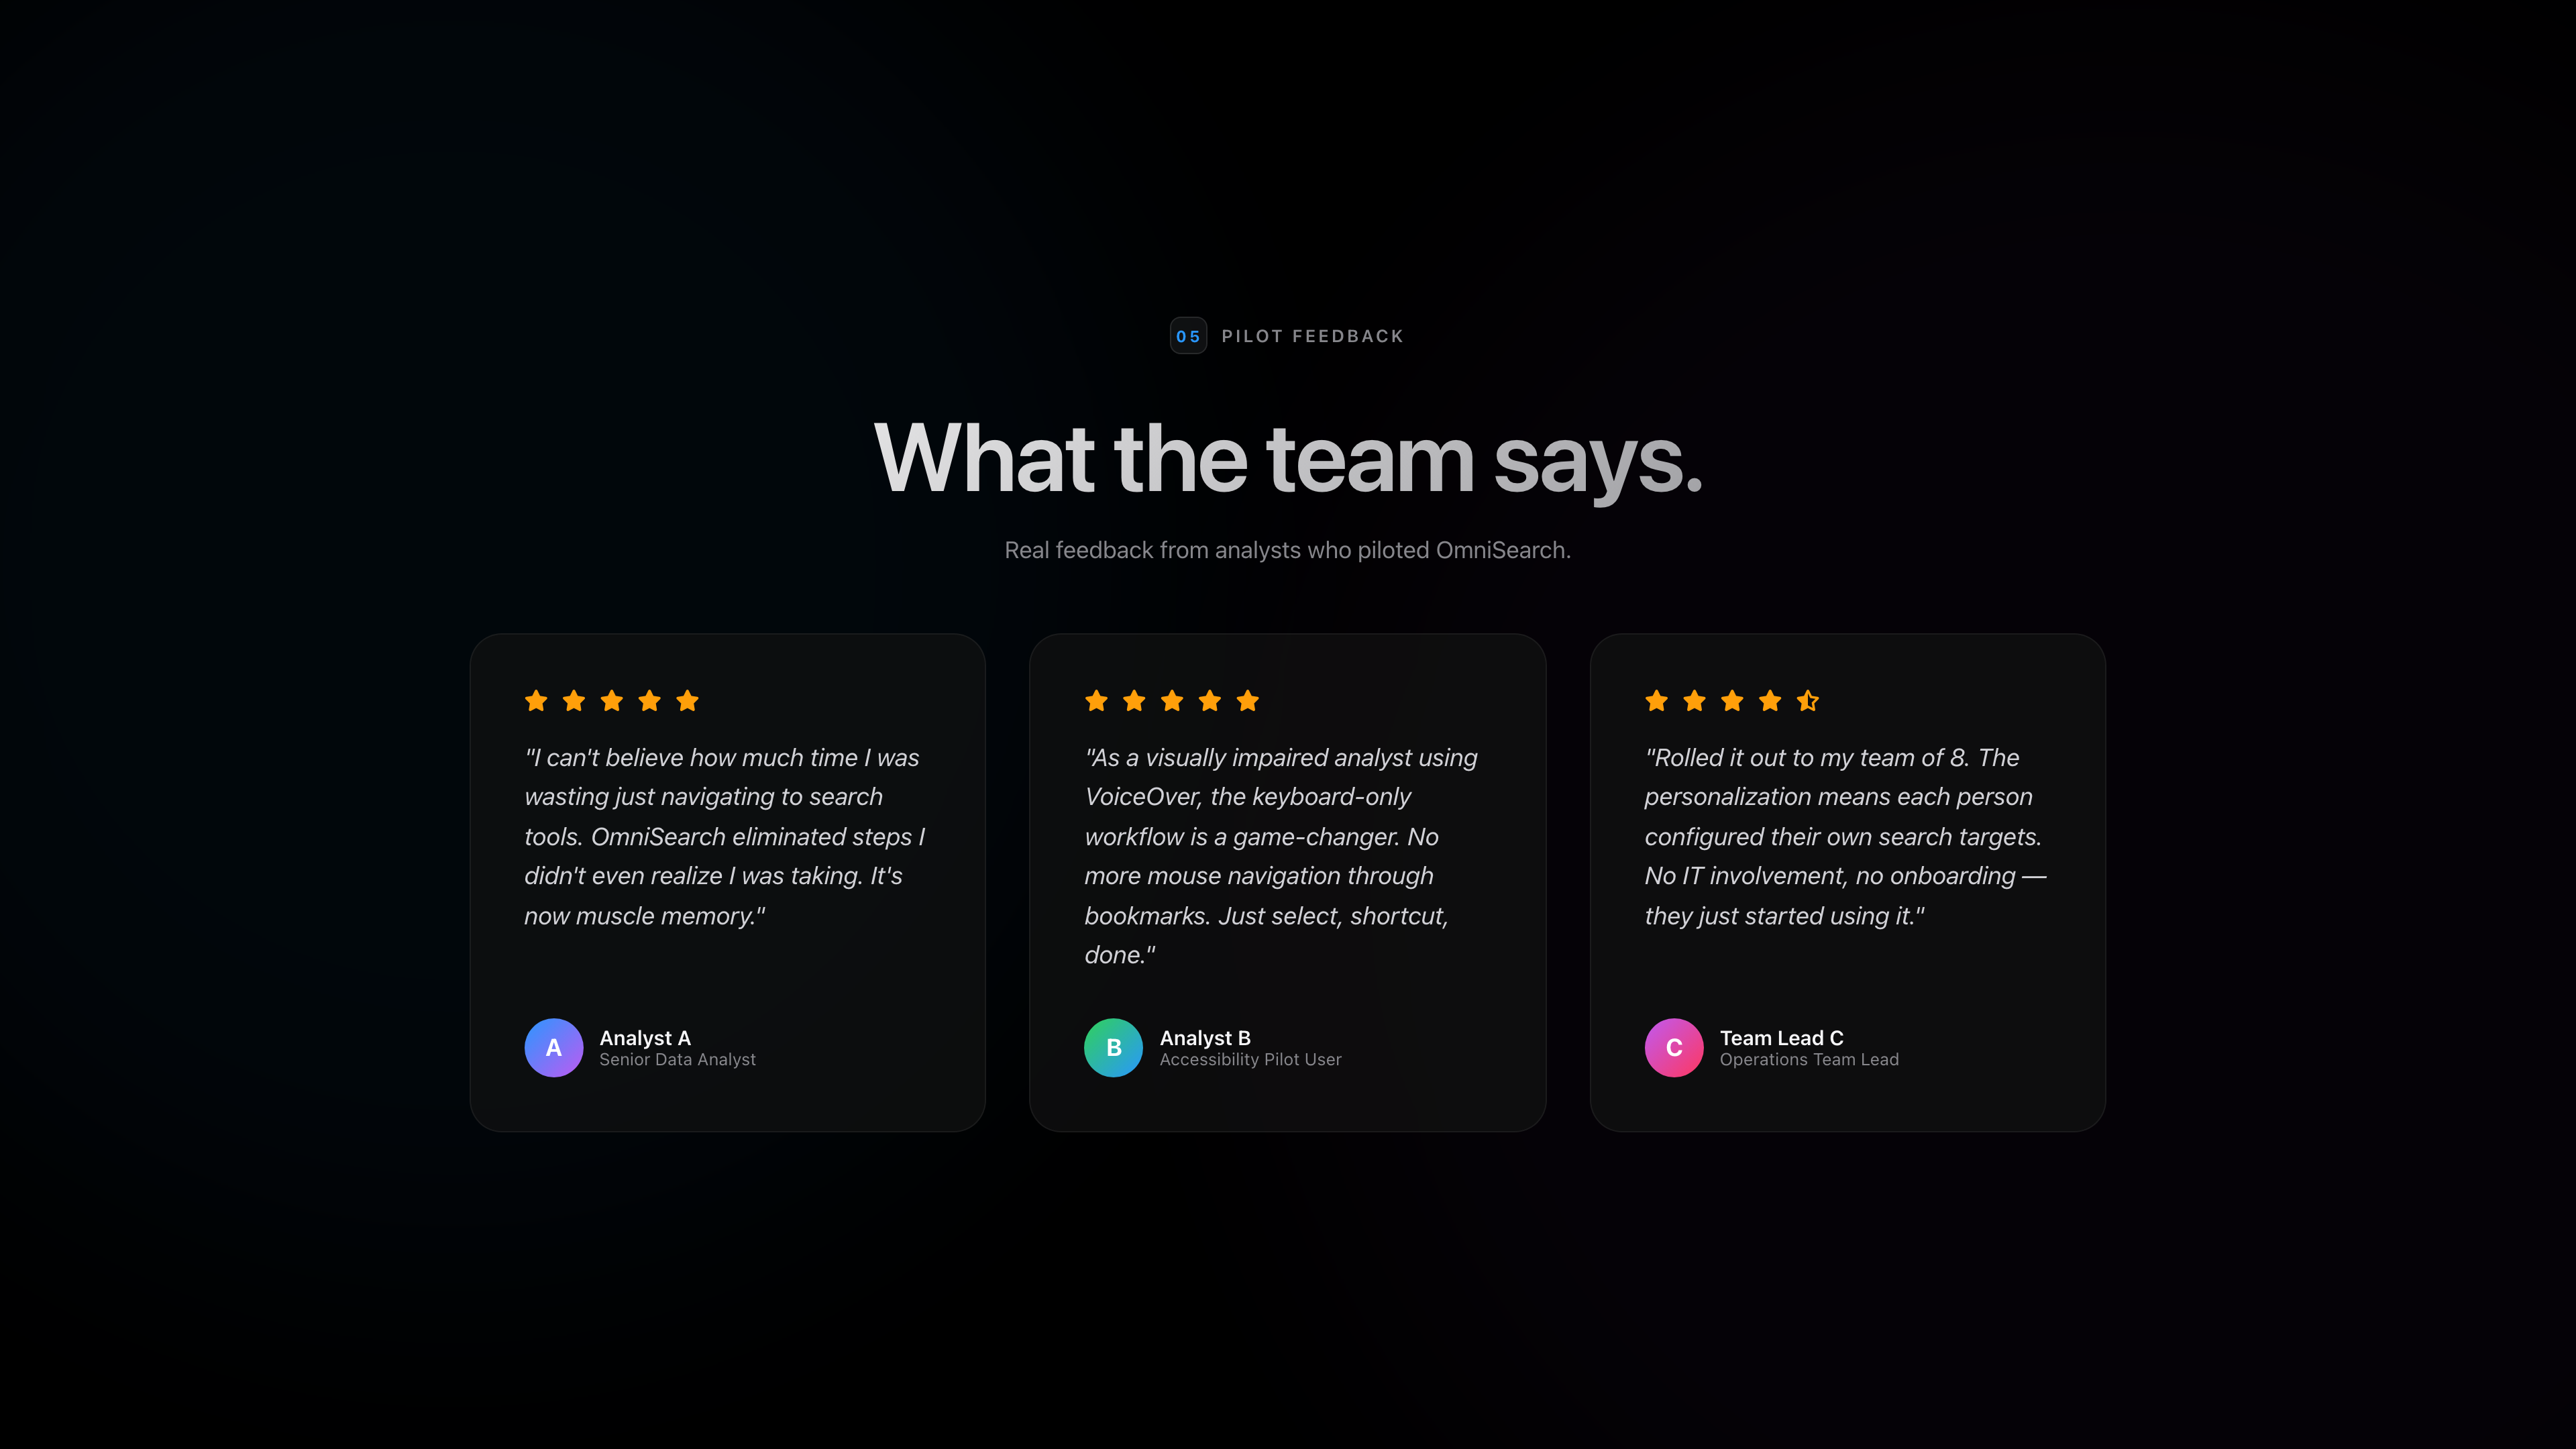 05 PILOT FEEDBACK
What the team says.
Real feedback from analysts who piloted OmniSearch.
"I can't believe how much time I was
wasting just navigating to search
tools. OmniSearch eliminated steps I
didn't even realize I was taking. It's
now muscle memory."
A
Analyst A
Senior Data Analyst
"As a visually impaired analyst using
VoiceOver, the keyboard-only
workflow is a game-changer. No
more mouse navigation through
bookmarks. Just select, shortcut,
done."
B
Analyst B
Accessibility Pilot User
"Rolled it out to my team of 8. The
personalization means each person
configured their own search targets.
No IT involvement, no onboarding —
they just started using it."
C
Team Lead C
Operations Team Lead